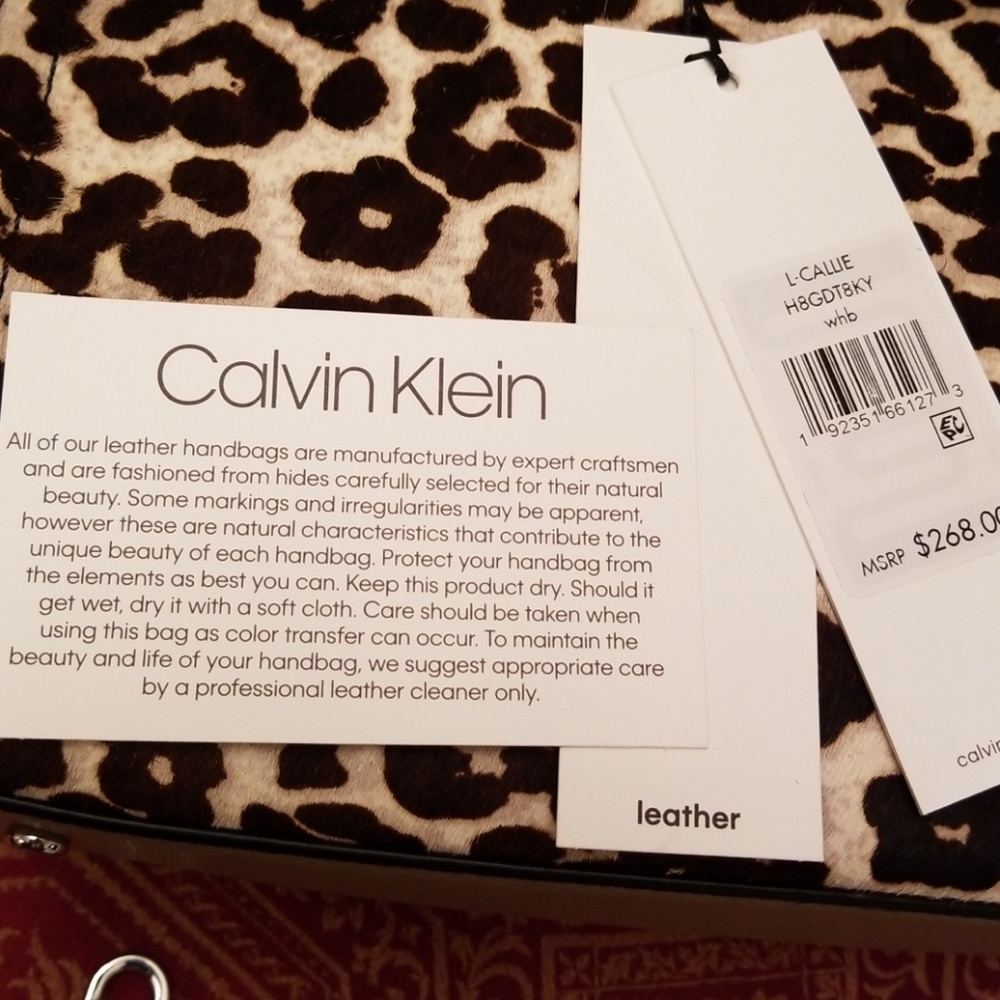 Calvin Klein
All of our leather handbags are manufactured by expert craftsmen
and are fashioned from hides carefully selected for their natural
beauty. Some markings and irregularities may be apparent,
however these are natural characteristics that contribute to the
unique beauty of each handbag. Protect your handbag from
the elements as best you can. Keep this product dry. Should it
get wet, dry it with a soft cloth. Care should be taken when
using this bag as color transfer can occur. To maintain the
beauty and life of your handbag, we suggest appropriate care
by a professional leather cleaner only.
leather
L-CALLIE
H8GDT8KY
whb
1 92351 66127 3
EC
PC
MSRP $268.00
calvin